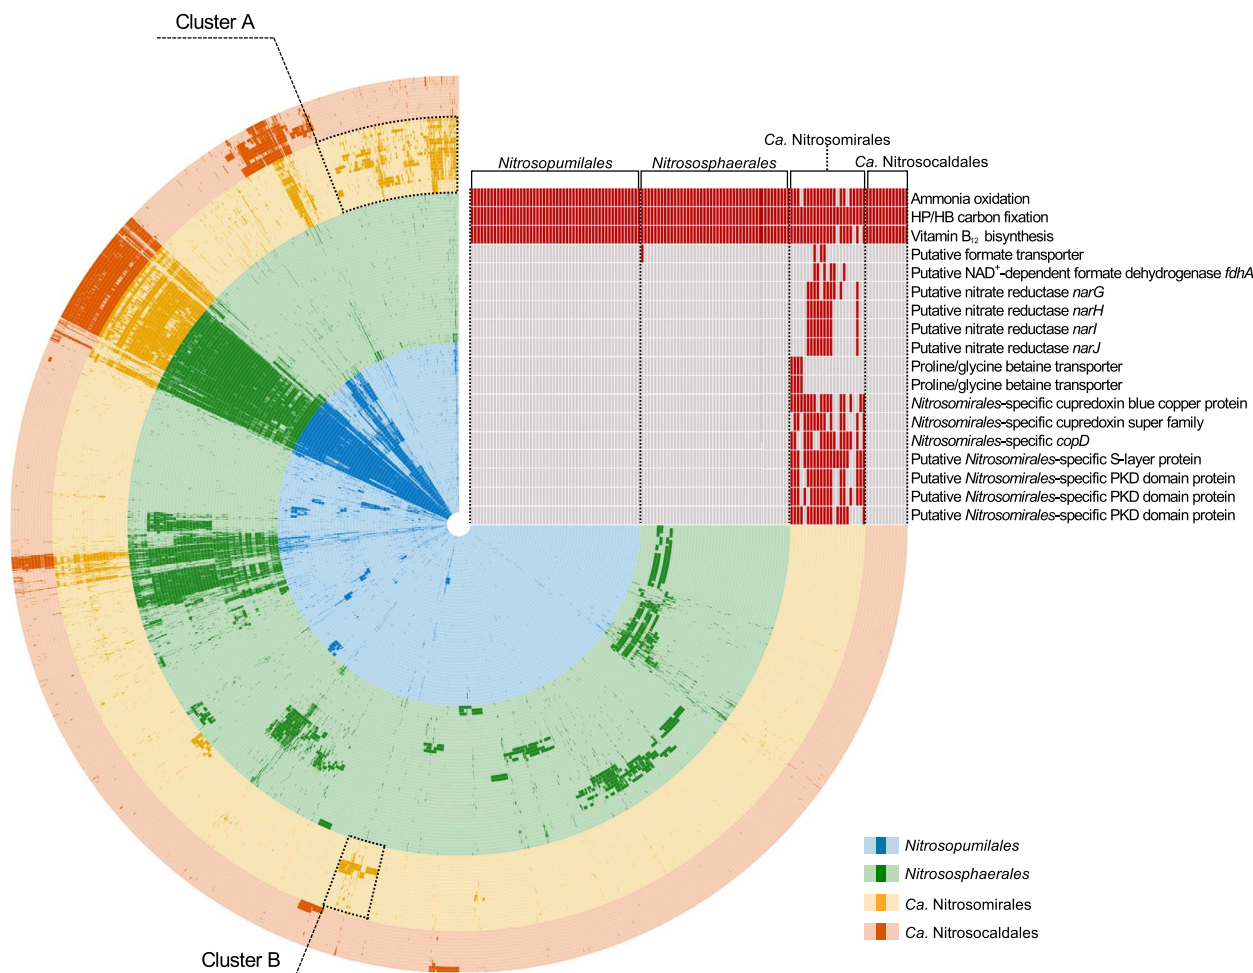 Cluster A
Ca. Nitrosomirales
Nitrosopumilales
Nitrososphaerales
Ca. Nitrosocaldales
Ammonia oxidation
HP/HB carbon fixation
Vitamin B₁₂ bisynthesis
Putative formate transporter
Putative NAD⁺-dependent formate dehydrogenase fdhA
Putative nitrate reductase narG
Putative nitrate reductase narH
Putative nitrate reductase narI
Putative nitrate reductase narJ
Proline/glycine betaine transporter
Proline/glycine betaine transporter
Nitrosomirales-specific cupredoxin blue copper protein
Nitrosomirales-specific cupredoxin super family
Nitrosomirales-specific copD
Putative Nitrosomirales-specific S-layer protein
Putative Nitrosomirales-specific PKD domain protein
Putative Nitrosomirales-specific PKD domain protein
Putative Nitrosomirales-specific PKD domain protein
Nitrosopumilales
Nitrososphaerales
Ca. Nitrosomirales
Ca. Nitrosocaldales
Cluster B